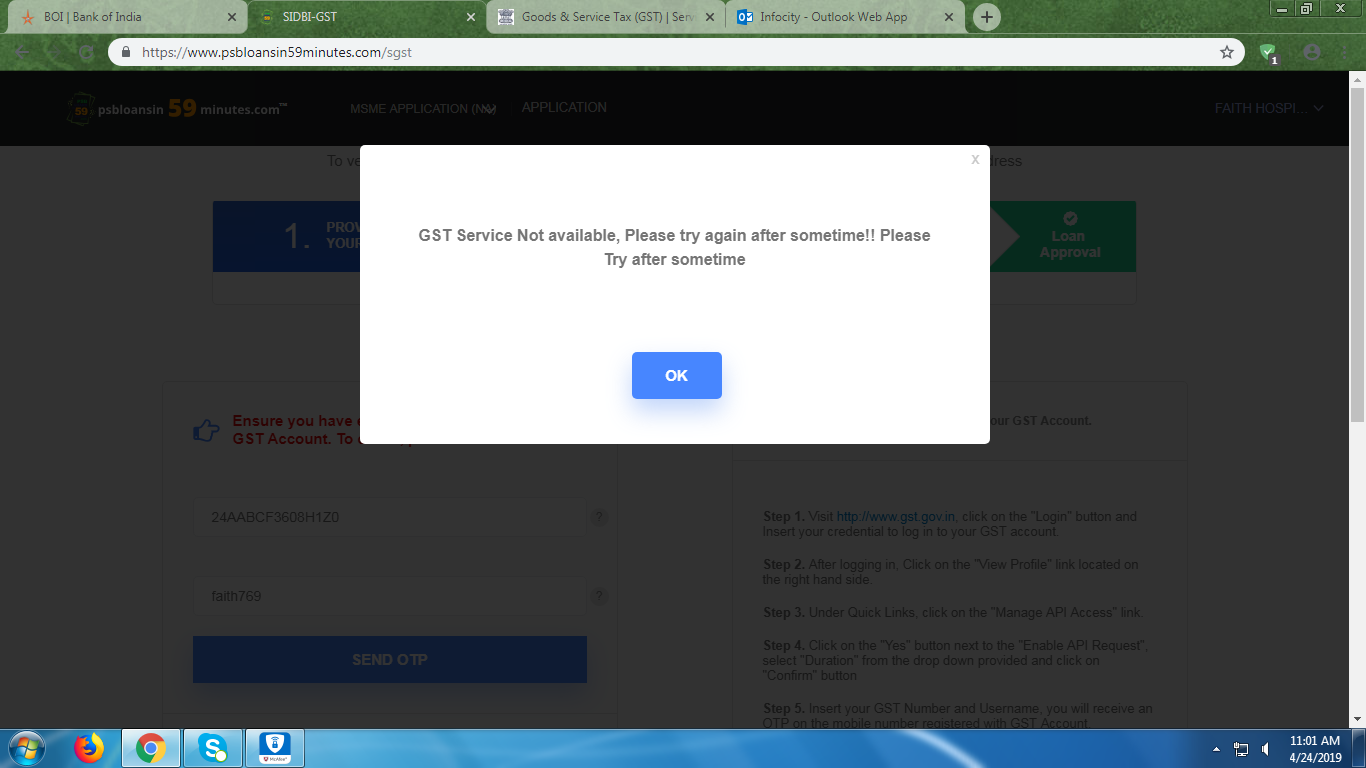 BOI | Bank of India
SIDBI-GST
Goods & Service Tax (GST) | Serv
Infocity - Outlook Web App
https://www.psbloansin59minutes.com/sgst
1
psbloansin 59 minutes.com™
MSME APPLICATION (N
APPLICATION
FAITH HOSPI...
To ve
dress
X
1.
PROV
YOUR
Loan
Approval
GST Service Not available, Please try again after sometime!! Please
Try after sometime
OK
Ensure you have e
GST Account. To
our GST Account.
24AABCF3608H1Z0
?
faith769
?
SEND OTP
Step 1. Visit http://www.gst.gov.in, click on the "Login" button and
Insert your credential to log in to your GST account.
Step 2. After logging in, Click on the "View Profile" link located on
the right hand side.
Step 3. Under Quick Links, click on the "Manage API Access" link.
Step 4. Click on the "Yes" button next to the "Enable API Request",
select "Duration" from the drop down provided and click on
"Confirm" button
Step 5. Insert your GST Number and Username, you will receive an
OTP on the mobile number registered with GST Account.
McAfee
11:01 AM
4/24/2019